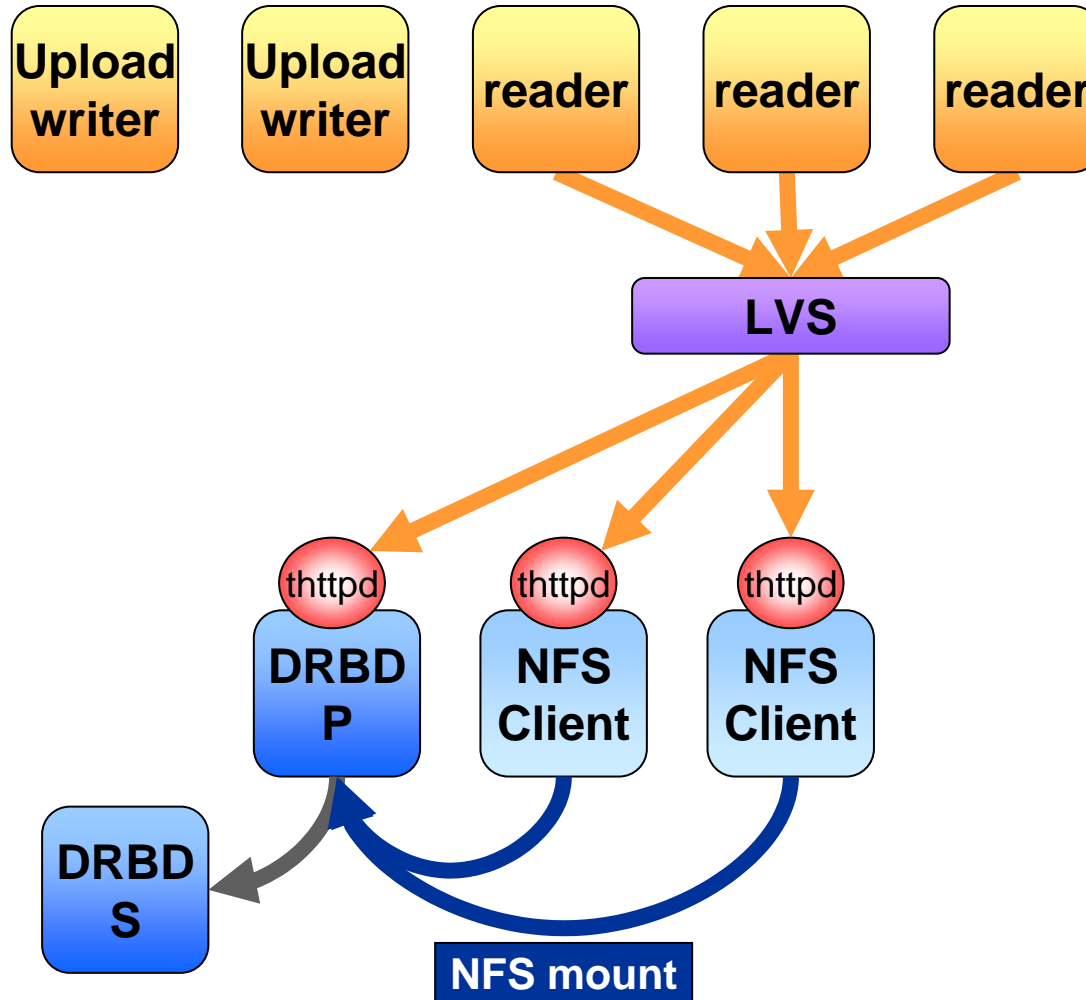 Upload
writer
Upload
writer
reader
reader
reader
LVS
thttpd
thttpd
thttpd
DRBD
P
NFS
Client
NFS
Client
DRBD
S
NFS mount